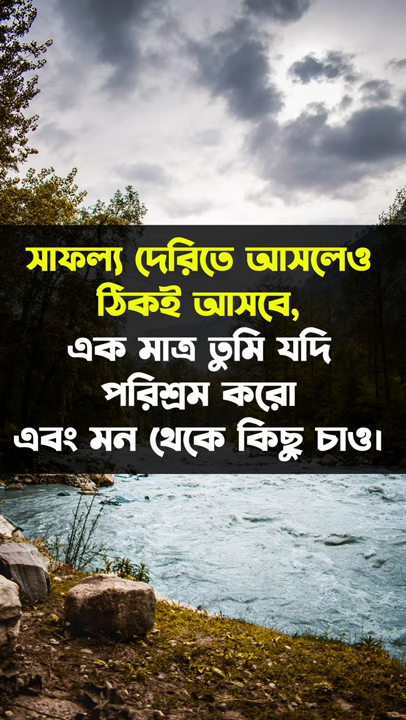 সাফল্য দেরিতে আসলেও
ঠিকই আসবে,
এক মাত্র তুমি যদি
পরিশ্রম করো
এবং মন থেকে কিছু চাও।